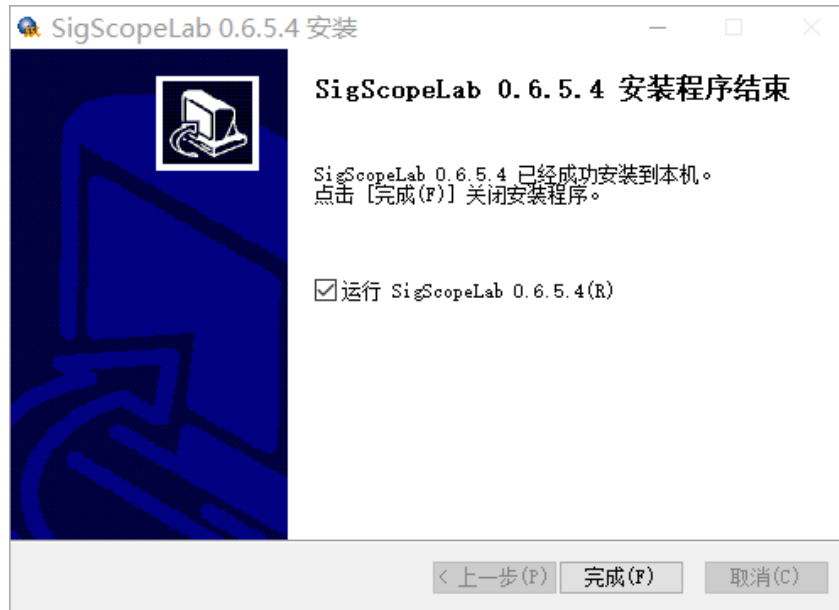 SigScopeLab 0.6.5.4 安装
SigScopeLab 0.6.5.4 安装程序结束
SigScopeLab 0.6.5.4 已经成功安装到本机。
点击 [完成(F)] 关闭安装程序。
运行 SigScopeLab 0.6.5.4(R)
< 上一步(P) 完成(F) 取消(C)